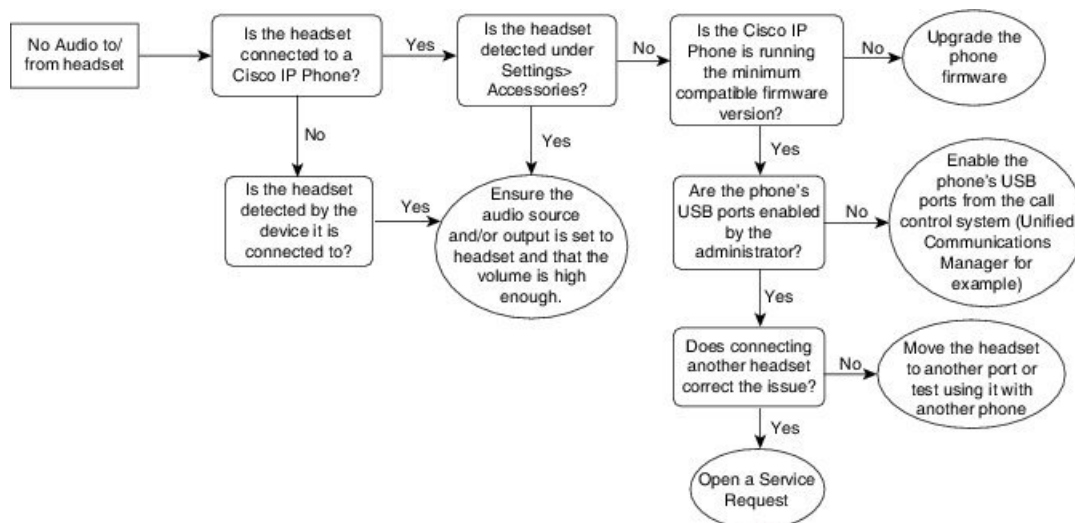 No Audio to/
from headset
Is the headset
connected to a
Cisco IP Phone?
Yes
Is the headset
detected under
Settings>
Accessories?
No
Is the Cisco IP
Phone is running
the minimum
compatible firmware
version?
No
Upgrade the
phone
firmware
No
Yes
Yes
Is the headset
detected by the
device it is
connected to?
Yes
Ensure the
audio source
and/or output is set to
headset and that the
volume is high
enough.
Are the phone's
USB ports enabled
by the
administrator?
No
Enable the
phone's USB
ports from the call
control system (Unified
Communications
Manager for
example)
Yes
Does connecting
another headset
correct the issue?
No
Move the headset
to another port or
test using it with
another phone
Yes
Open a Service
Request